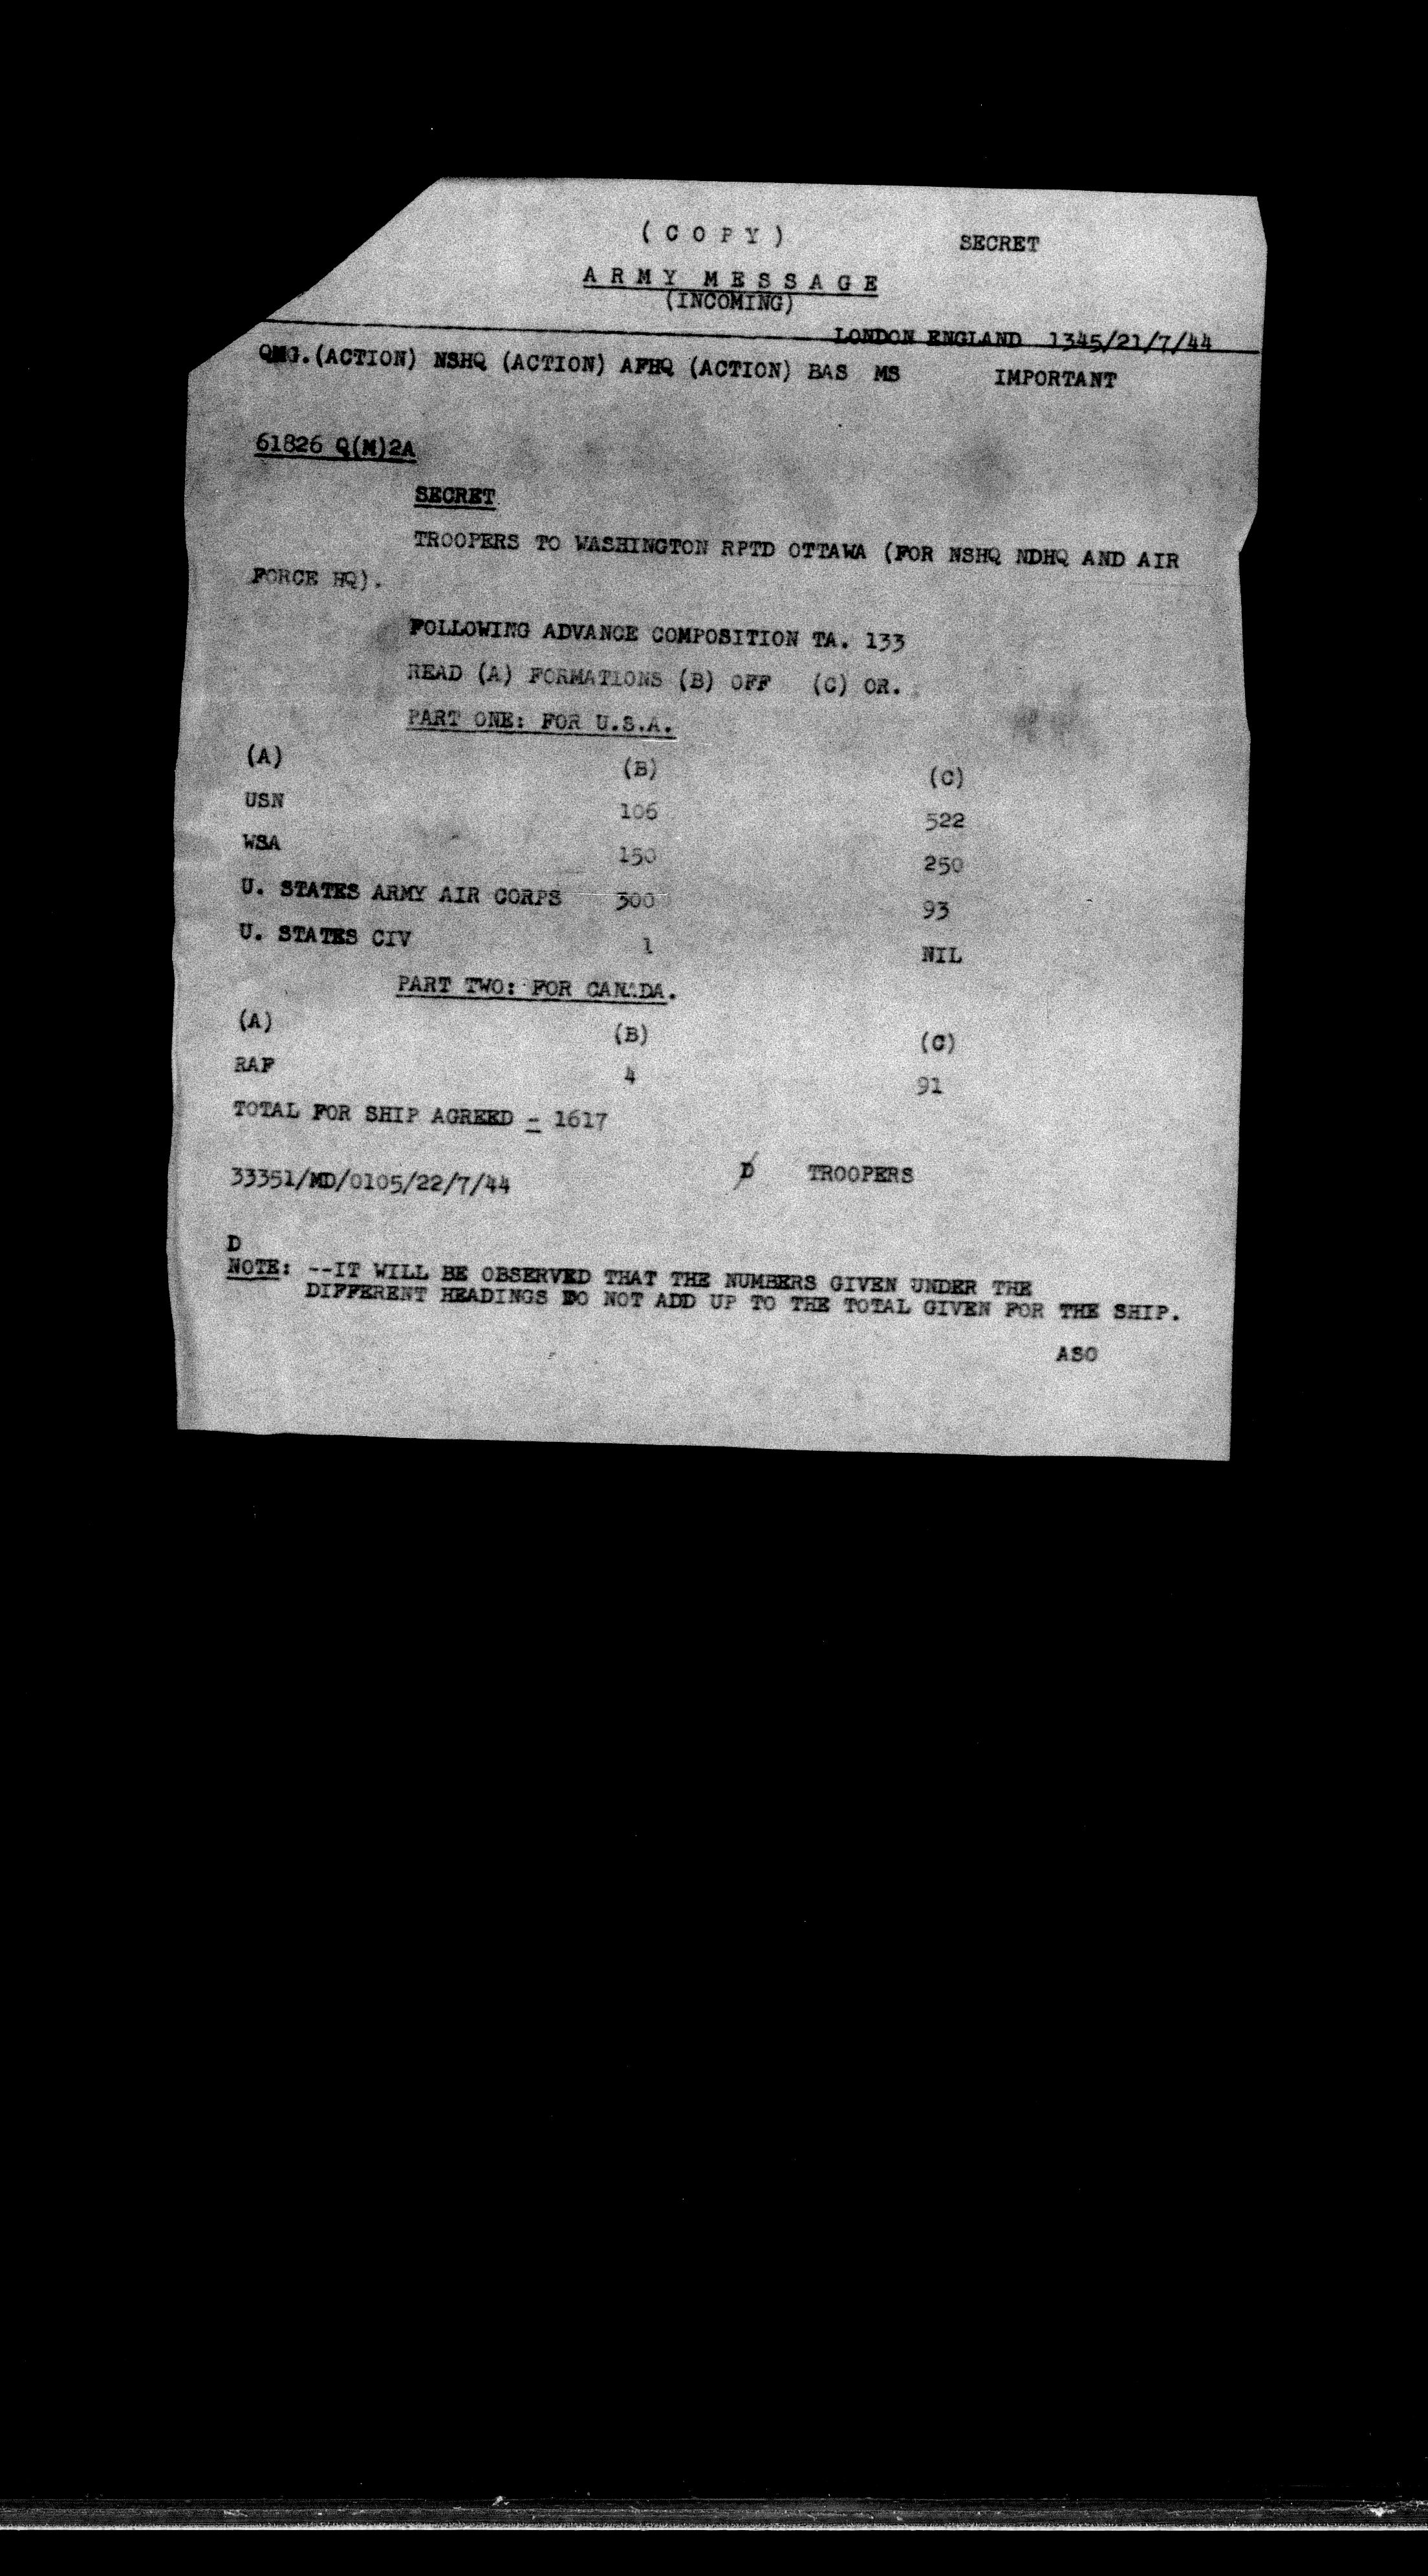 ( C O P Y ) SECRET
A R M Y  M E S S A G E
(INCOMING)
LONDON ENGLAND 1345/21/7/44
QMG.(ACTION) NSHQ (ACTION) AFHQ (ACTION) BAS MS IMPORTANT
61826 Q(M)2A
SECRET
TROOPERS TO WASHINGTON RPTD OTTAWA (FOR NSHQ NDHQ AND AIR
FORCE HQ).
FOLLOWING ADVANCE COMPOSITION TA. 133
READ (A) FORMATIONS (B) OFF (C) OR.
PART ONE: FOR U.S.A.
(A) (B) (C)
USN 106 522
WSA 150 250
U. STATES ARMY AIR CORPS 300 93
U. STATES CIV 1 NIL
PART TWO: FOR CANADA.
(A) (B) (C)
RAF 4 91
TOTAL FOR SHIP AGREED - 1617
33351/MD/0105/22/7/44 D TROOPERS
D
NOTE: --IT WILL BE OBSERVED THAT THE NUMBERS GIVEN UNDER THE
DIFFERENT HEADINGS DO NOT ADD UP TO THE TOTAL GIVEN FOR THE SHIP.
ASO